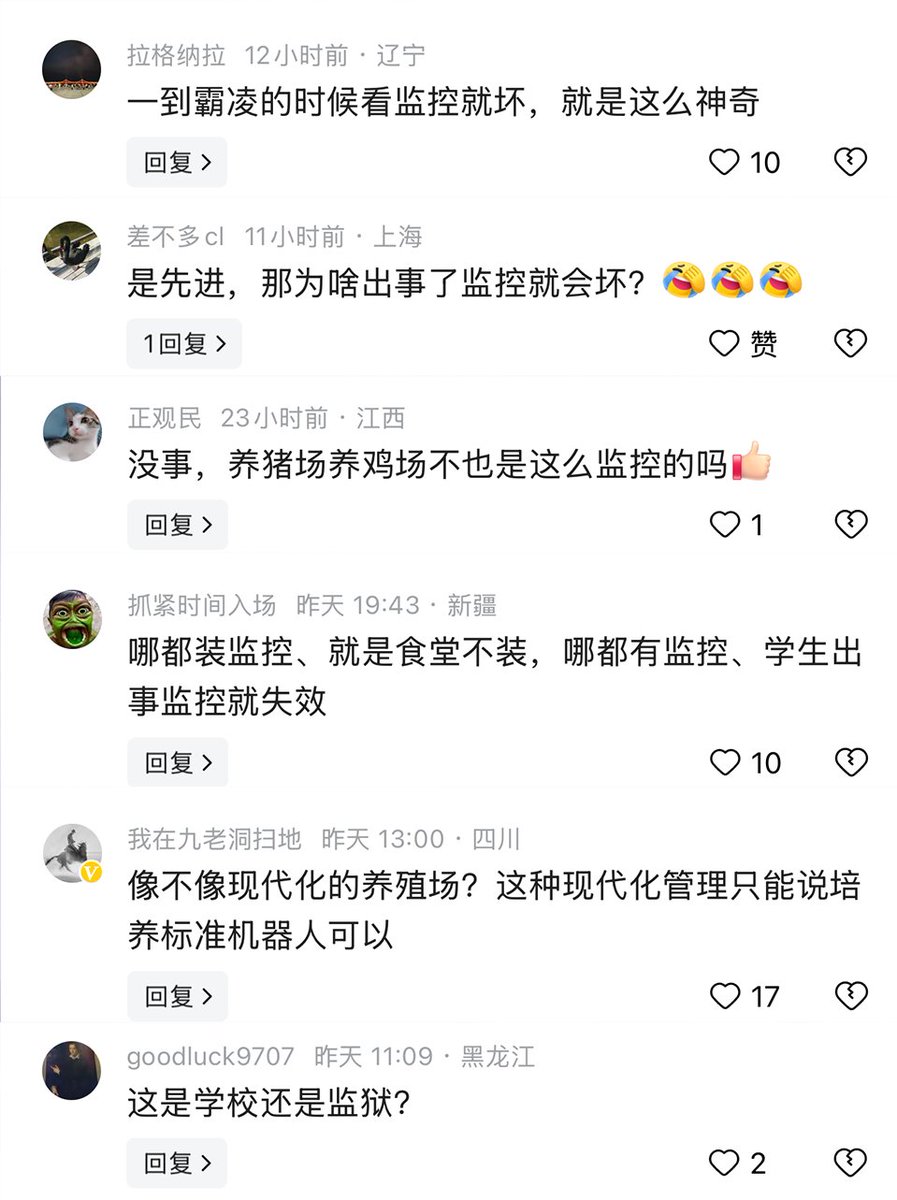 拉格纳拉 12小时前 · 辽宁
一到霸凌的时候看监控就坏，就是这么神奇
回复 10
差不多cl 11小时前 · 上海
是先进，那为啥出事了监控就会坏？🤣🤣🤣
1回复 赞
正观民 23小时前 · 江西
没事，养猪场养鸡场不也是这么监控的吗👍
回复 1
抓紧时间入场 昨天 19:43 · 新疆
哪都装监控、就是食堂不装，哪都有监控、学生出
事监控就失效
回复 10
我在九老洞扫地 昨天 13:00 · 四川
像不像现代化的养殖场？这种现代化管理只能说培
养标准机器人可以
回复 17
goodluck9707 昨天 11:09 · 黑龙江
这是学校还是监狱？
回复 2